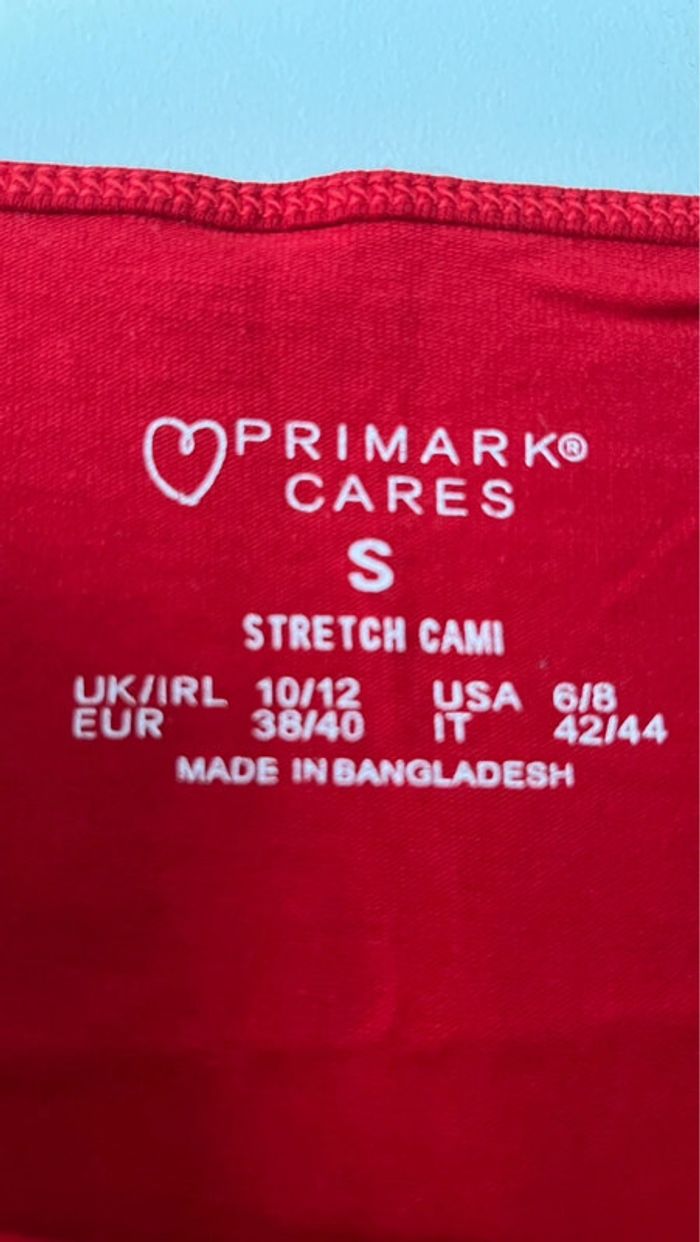 PRIMARK®
CARES
S
STRETCH CAMI
UK/IRL 10/12 USA 6/8
EUR 38/40 IT 42/44
MADE IN BANGLADESH